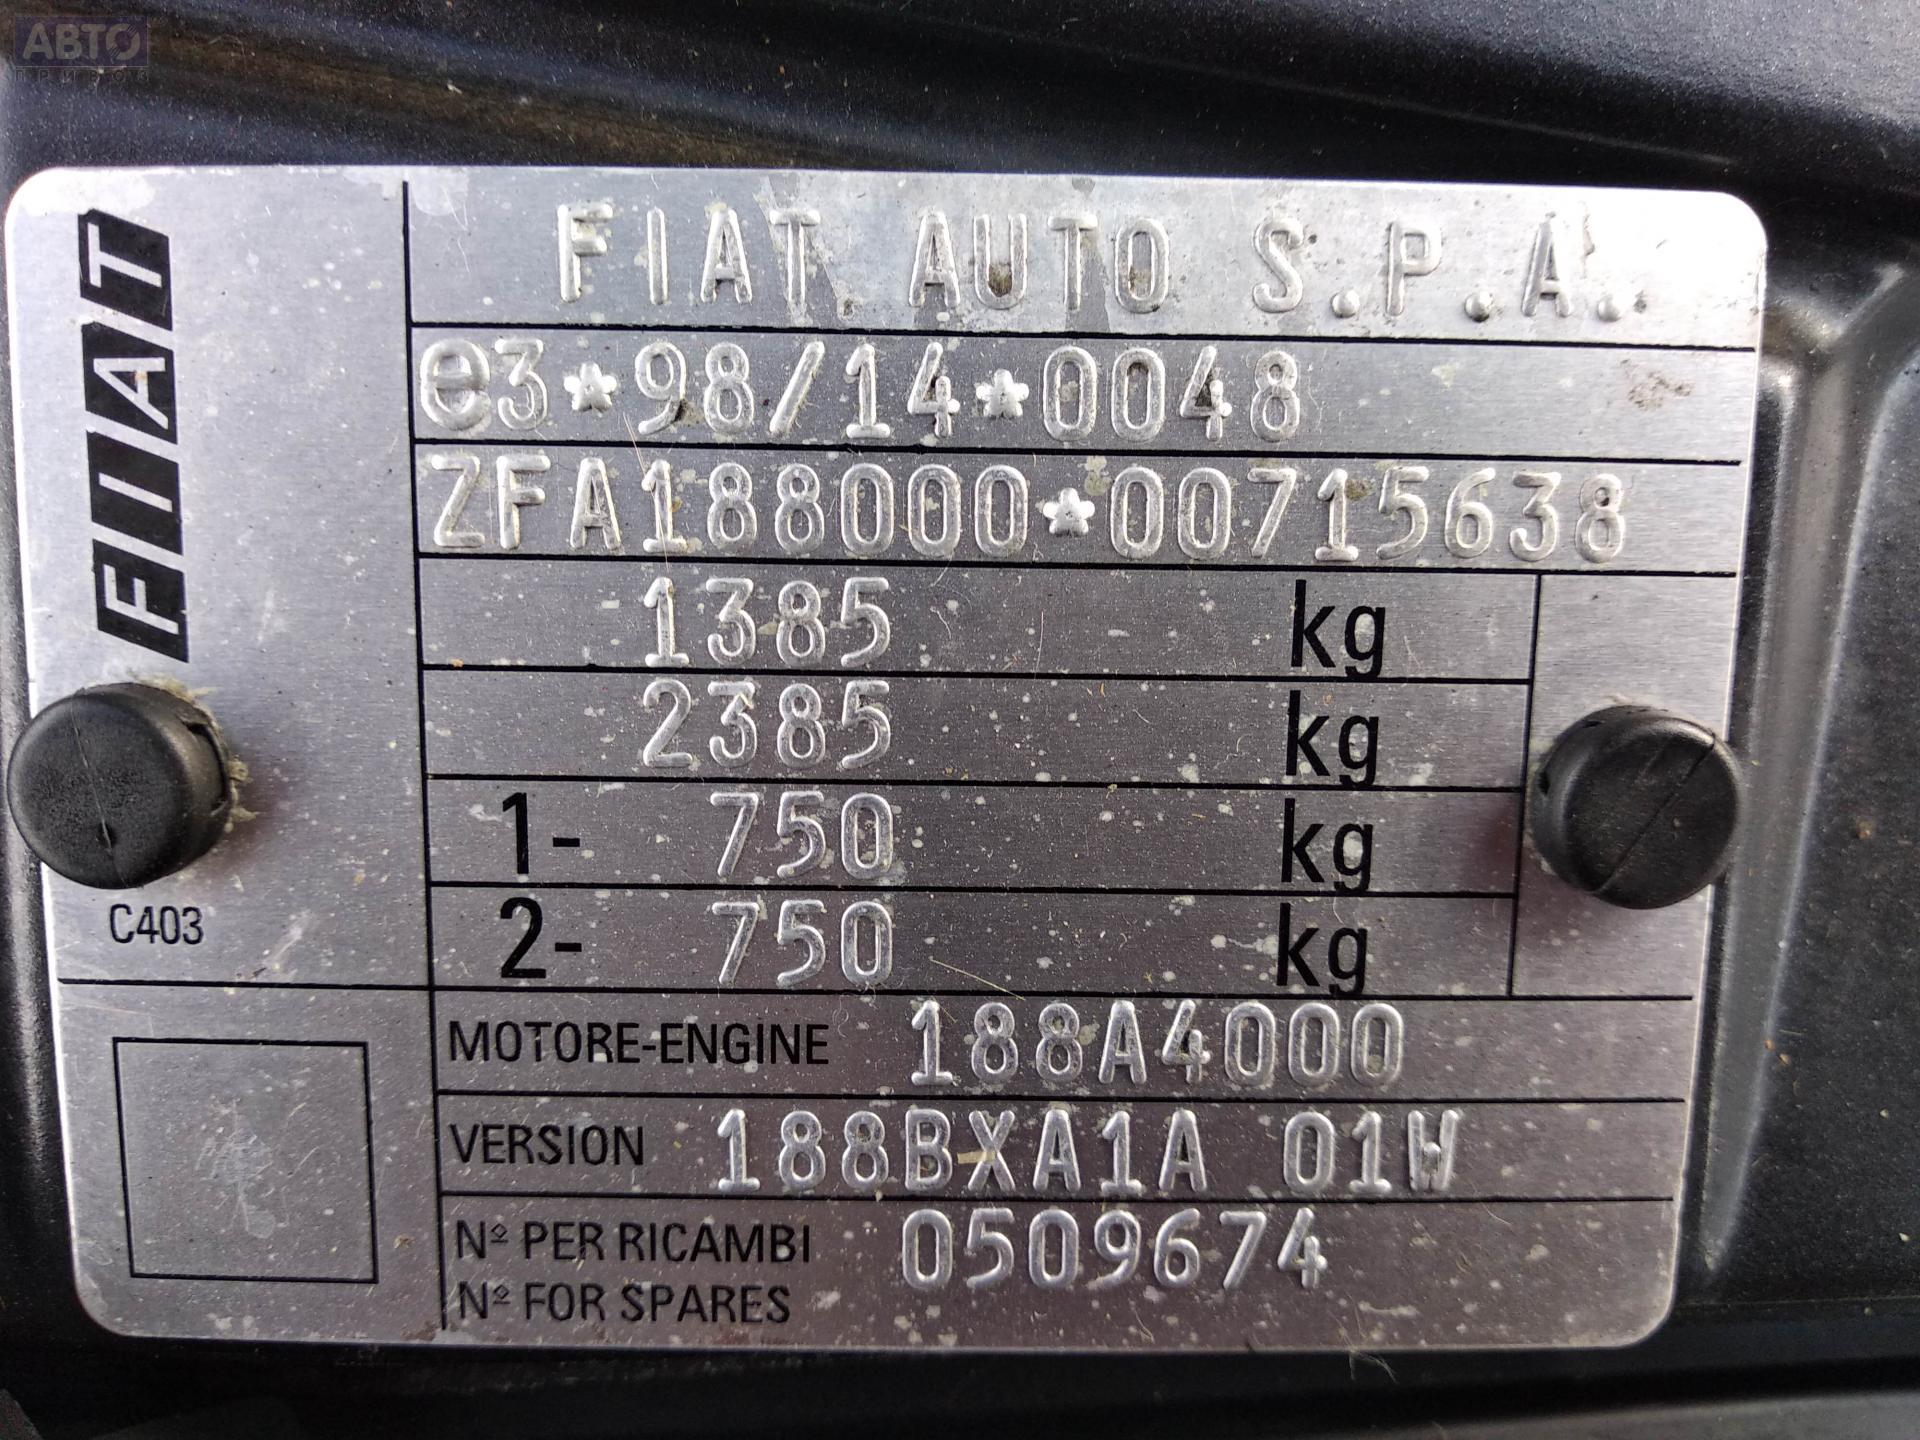 АВТО
ПРИВОЗ
FIAT
FIAT AUTO S.P.A.
e3*98/14*0048
ZFA188000*00715638
1385 kg
2385 kg
1- 750 kg
2- 750 kg
C403
MOTORE-ENGINE 188A4000
VERSION 188BXA1A 01W
Nº PER RICAMBI 0509674
Nº FOR SPARES